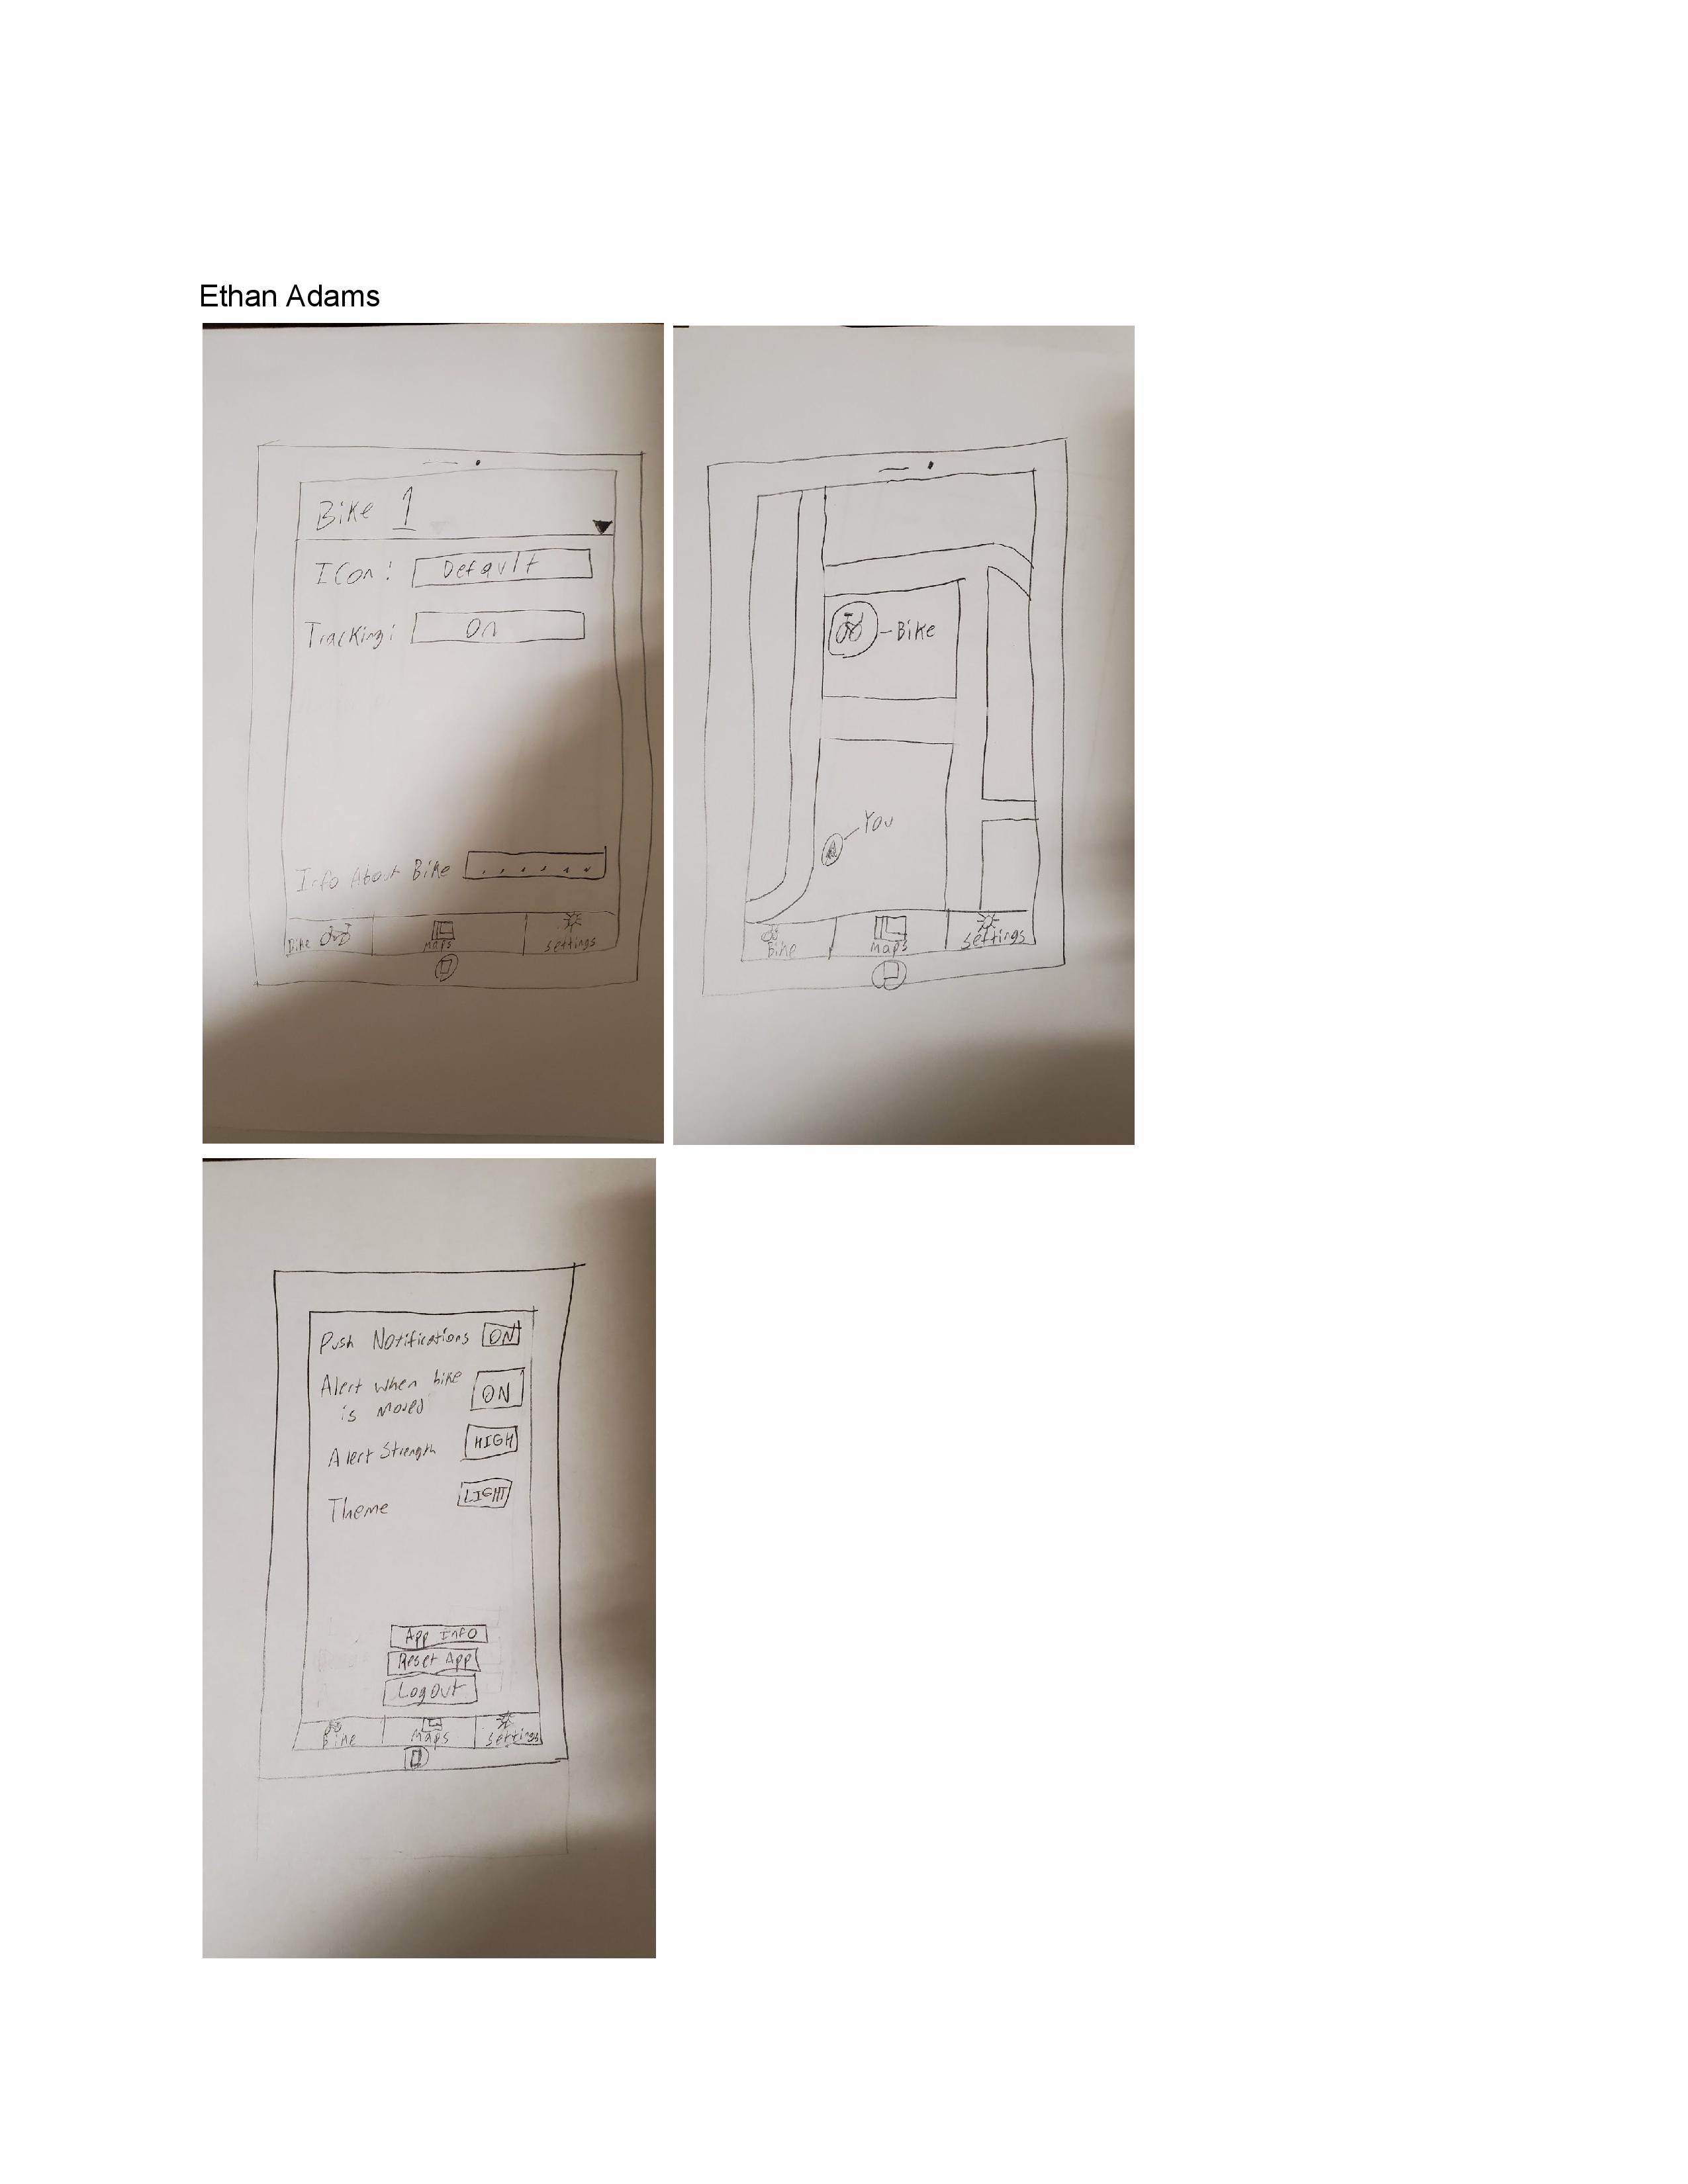 Ethan Adams
Bike 1
Icon: Default
Tracking: On
Info About Bike ......
Bike Maps Settings
Bike
You
Bike Maps Settings
Push Notifications ON
Alert when bike ON
is moved
Alert Strength HIGH
Theme LIGHT
App Info
Reset App
Logout
Bike Maps Settings